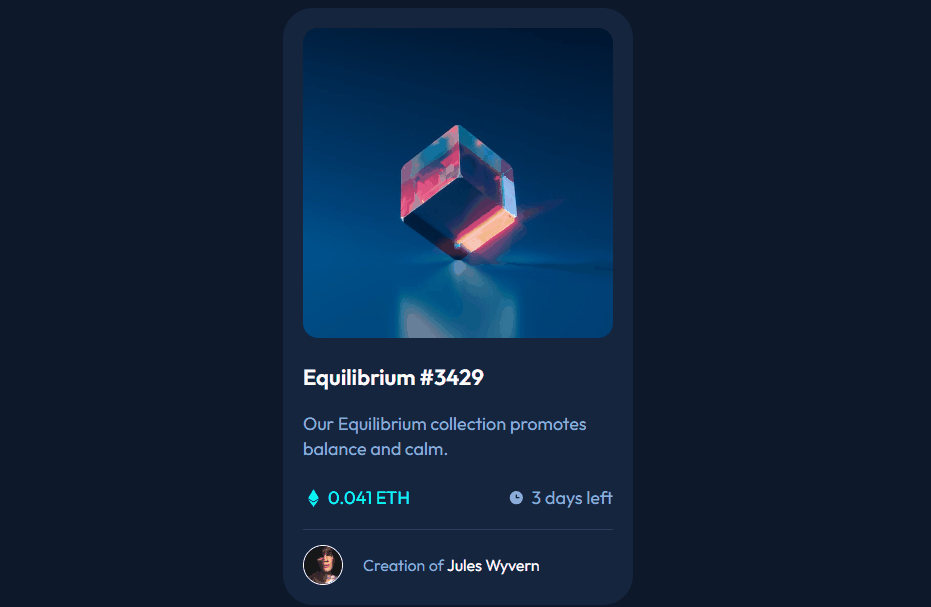 Equilibrium #3429
Our Equilibrium collection promotes
balance and calm.
0.041 ETH
3 days left
Creation of Jules Wyvern